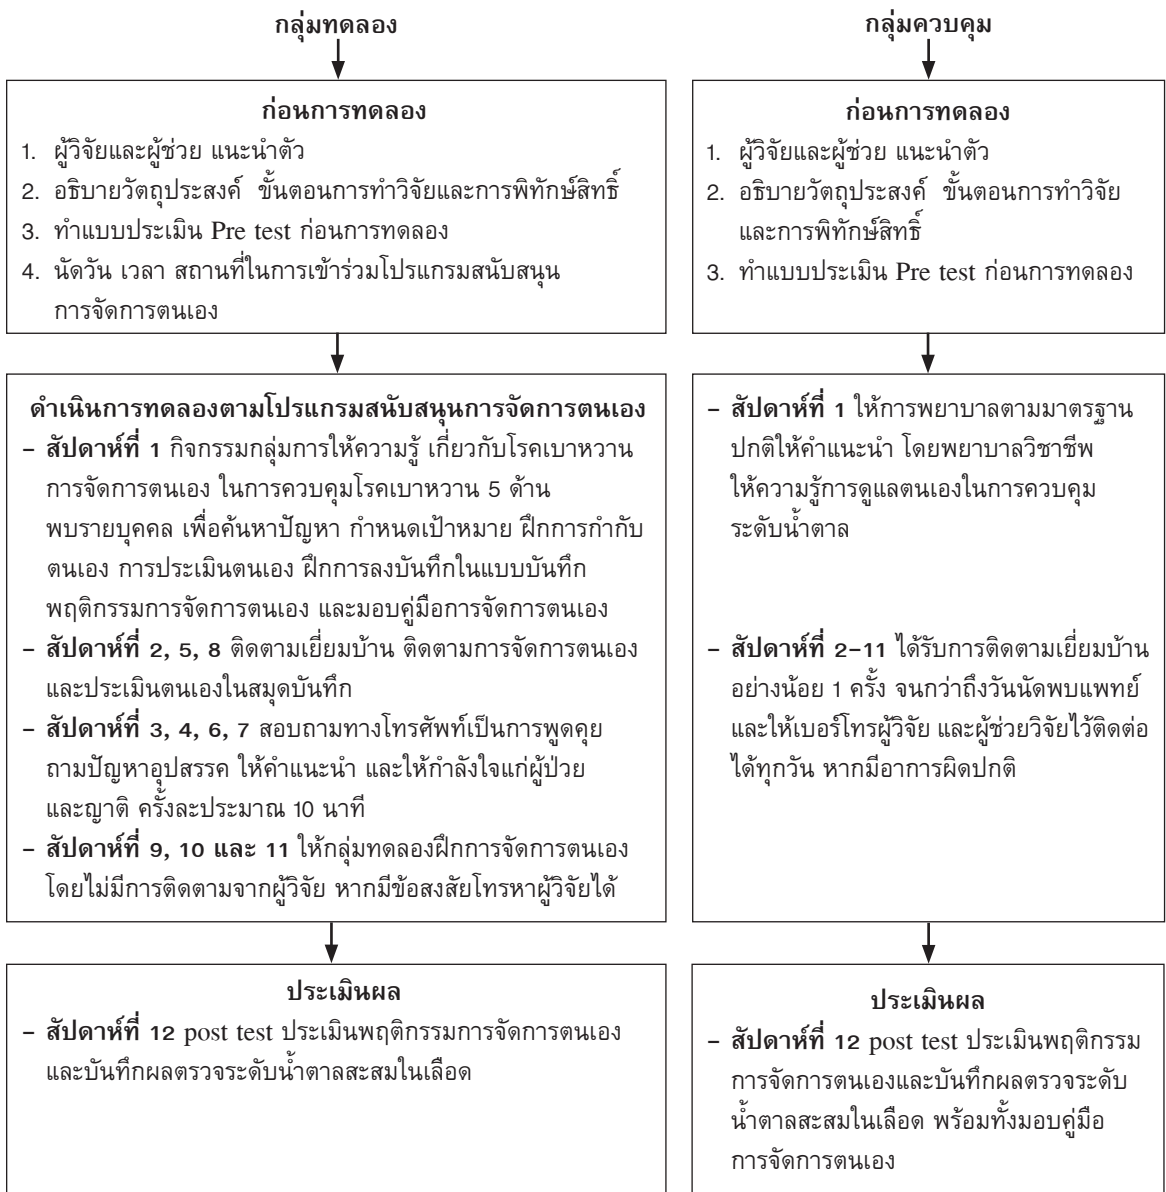 กลุ่มทดลอง
ก่อนการทดลอง
1. ผู้วิจัยและผู้ช่วย แนะนำตัว
2. อธิบายวัตถุประสงค์ ขั้นตอนการทำวิจัยและการพิทักษ์สิทธิ์
3. ทำแบบประเมิน Pre test ก่อนการทดลอง
4. นัดวัน เวลา สถานที่ในการเข้าร่วมโปรแกรมสนับสนุน
การจัดการตนเอง
ดำเนินการทดลองตามโปรแกรมสนับสนุนการจัดการตนเอง
- สัปดาห์ที่ 1 กิจกรรมกลุ่มการให้ความรู้ เกี่ยวกับโรคเบาหวาน
การจัดการตนเอง ในการควบคุมโรคเบาหวาน 5 ด้าน
พบรายบุคคล เพื่อค้นหาปัญหา กำหนดเป้าหมาย ฝึกการกำกับ
ตนเอง การประเมินตนเอง ฝึกการลงบันทึกในแบบบันทึก
พฤติกรรมการจัดการตนเอง และมอบคู่มือการจัดการตนเอง
- สัปดาห์ที่ 2, 5, 8 ติดตามเยี่ยมบ้าน ติดตามการจัดการตนเอง
และประเมินตนเองในสมุดบันทึก
- สัปดาห์ที่ 3, 4, 6, 7 สอบถามทางโทรศัพท์เป็นการพูดคุย
ถามปัญหาอุปสรรค ให้คำแนะนำ และให้กำลังใจแก่ผู้ป่วย
และญาติ ครั้งละประมาณ 10 นาที
- สัปดาห์ที่ 9, 10 และ 11 ให้กลุ่มทดลองฝึกการจัดการตนเอง
โดยไม่มีการติดตามจากผู้วิจัย หากมีข้อสงสัยโทรหาผู้วิจัยได้
ประเมินผล
- สัปดาห์ที่ 12 post test ประเมินพฤติกรรมการจัดการตนเอง
และบันทึกผลตรวจระดับน้ำตาลสะสมในเลือด
กลุ่มควบคุม
ก่อนการทดลอง
1. ผู้วิจัยและผู้ช่วย แนะนำตัว
2. อธิบายวัตถุประสงค์ ขั้นตอนการทำวิจัย
และการพิทักษ์สิทธิ์
3. ทำแบบประเมิน Pre test ก่อนการทดลอง
- สัปดาห์ที่ 1 ให้การพยาบาลตามมาตรฐาน
ปกติให้คำแนะนำ โดยพยาบาลวิชาชีพ
ให้ความรู้การดูแลตนเองในการควบคุม
ระดับน้ำตาล
- สัปดาห์ที่ 2-11 ได้รับการติดตามเยี่ยมบ้าน
อย่างน้อย 1 ครั้ง จนกว่าถึงวันนัดพบแพทย์
และให้เบอร์โทรผู้วิจัย และผู้ช่วยวิจัยไว้ติดต่อ
ได้ทุกวัน หากมีอาการผิดปกติ
ประเมินผล
- สัปดาห์ที่ 12 post test ประเมินพฤติกรรม
การจัดการตนเองและบันทึกผลตรวจระดับ
น้ำตาลสะสมในเลือด พร้อมทั้งมอบคู่มือ
การจัดการตนเอง